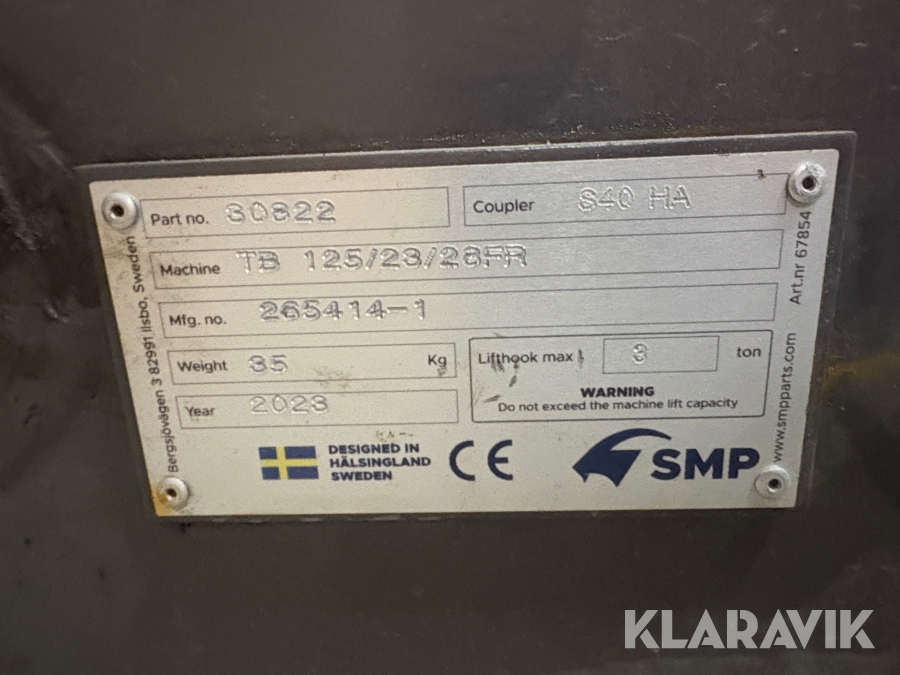 Part no. 30822
Coupler S40 HA
Machine TB 125/23/28FR
Mfg. no. 265414-1
Weight 35 Kg
Lifthook max 3 ton
Year 2023
WARNING
Do not exceed the machine lift capacity
DESIGNED IN
HÄLSINGLAND
SWEDEN
CE
SMP
Bergsjövägen 3 82991 Ilsbo, Sweden
Art.nr 67854
www.smpparts.com
KLARAVIK